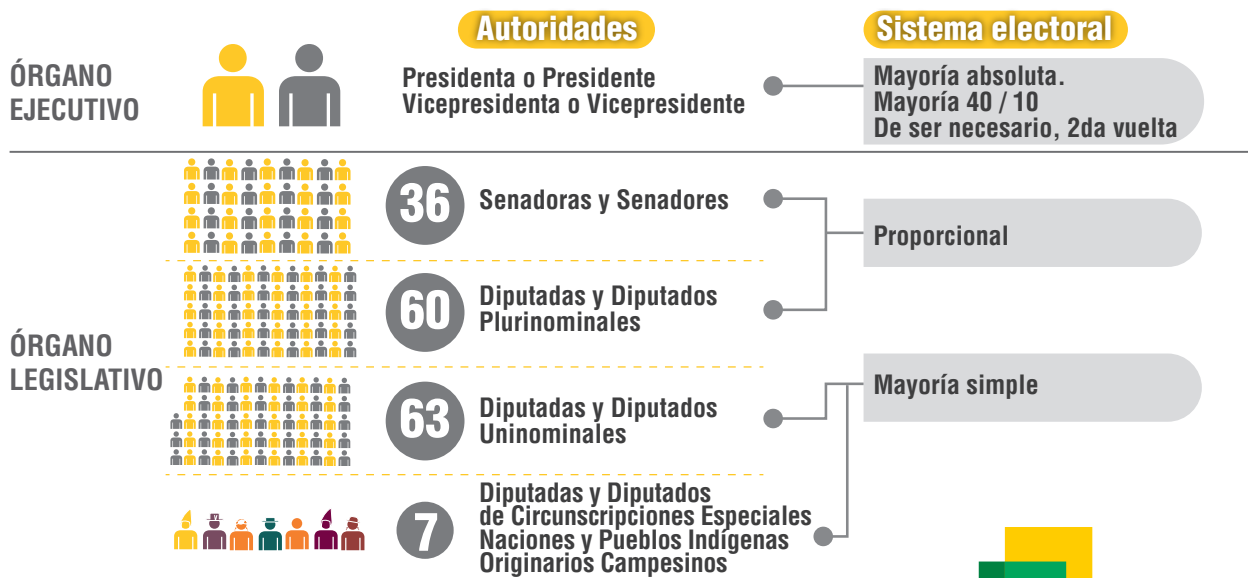 Autoridades
Sistema electoral
ÓRGANO
EJECUTIVO
Presidenta o Presidente
Vicepresidenta o Vicepresidente
Mayoría absoluta.
Mayoría 40 / 10
De ser necesario, 2da vuelta
ÓRGANO
LEGISLATIVO
36
Senadoras y Senadores
60
Diputadas y Diputados
Plurinominales
Proporcional
63
Diputadas y Diputados
Uninominales
7
Diputadas y Diputados
de Circunscripciones Especiales
Naciones y Pueblos Indígenas
Originarios Campesinos
Mayoría simple